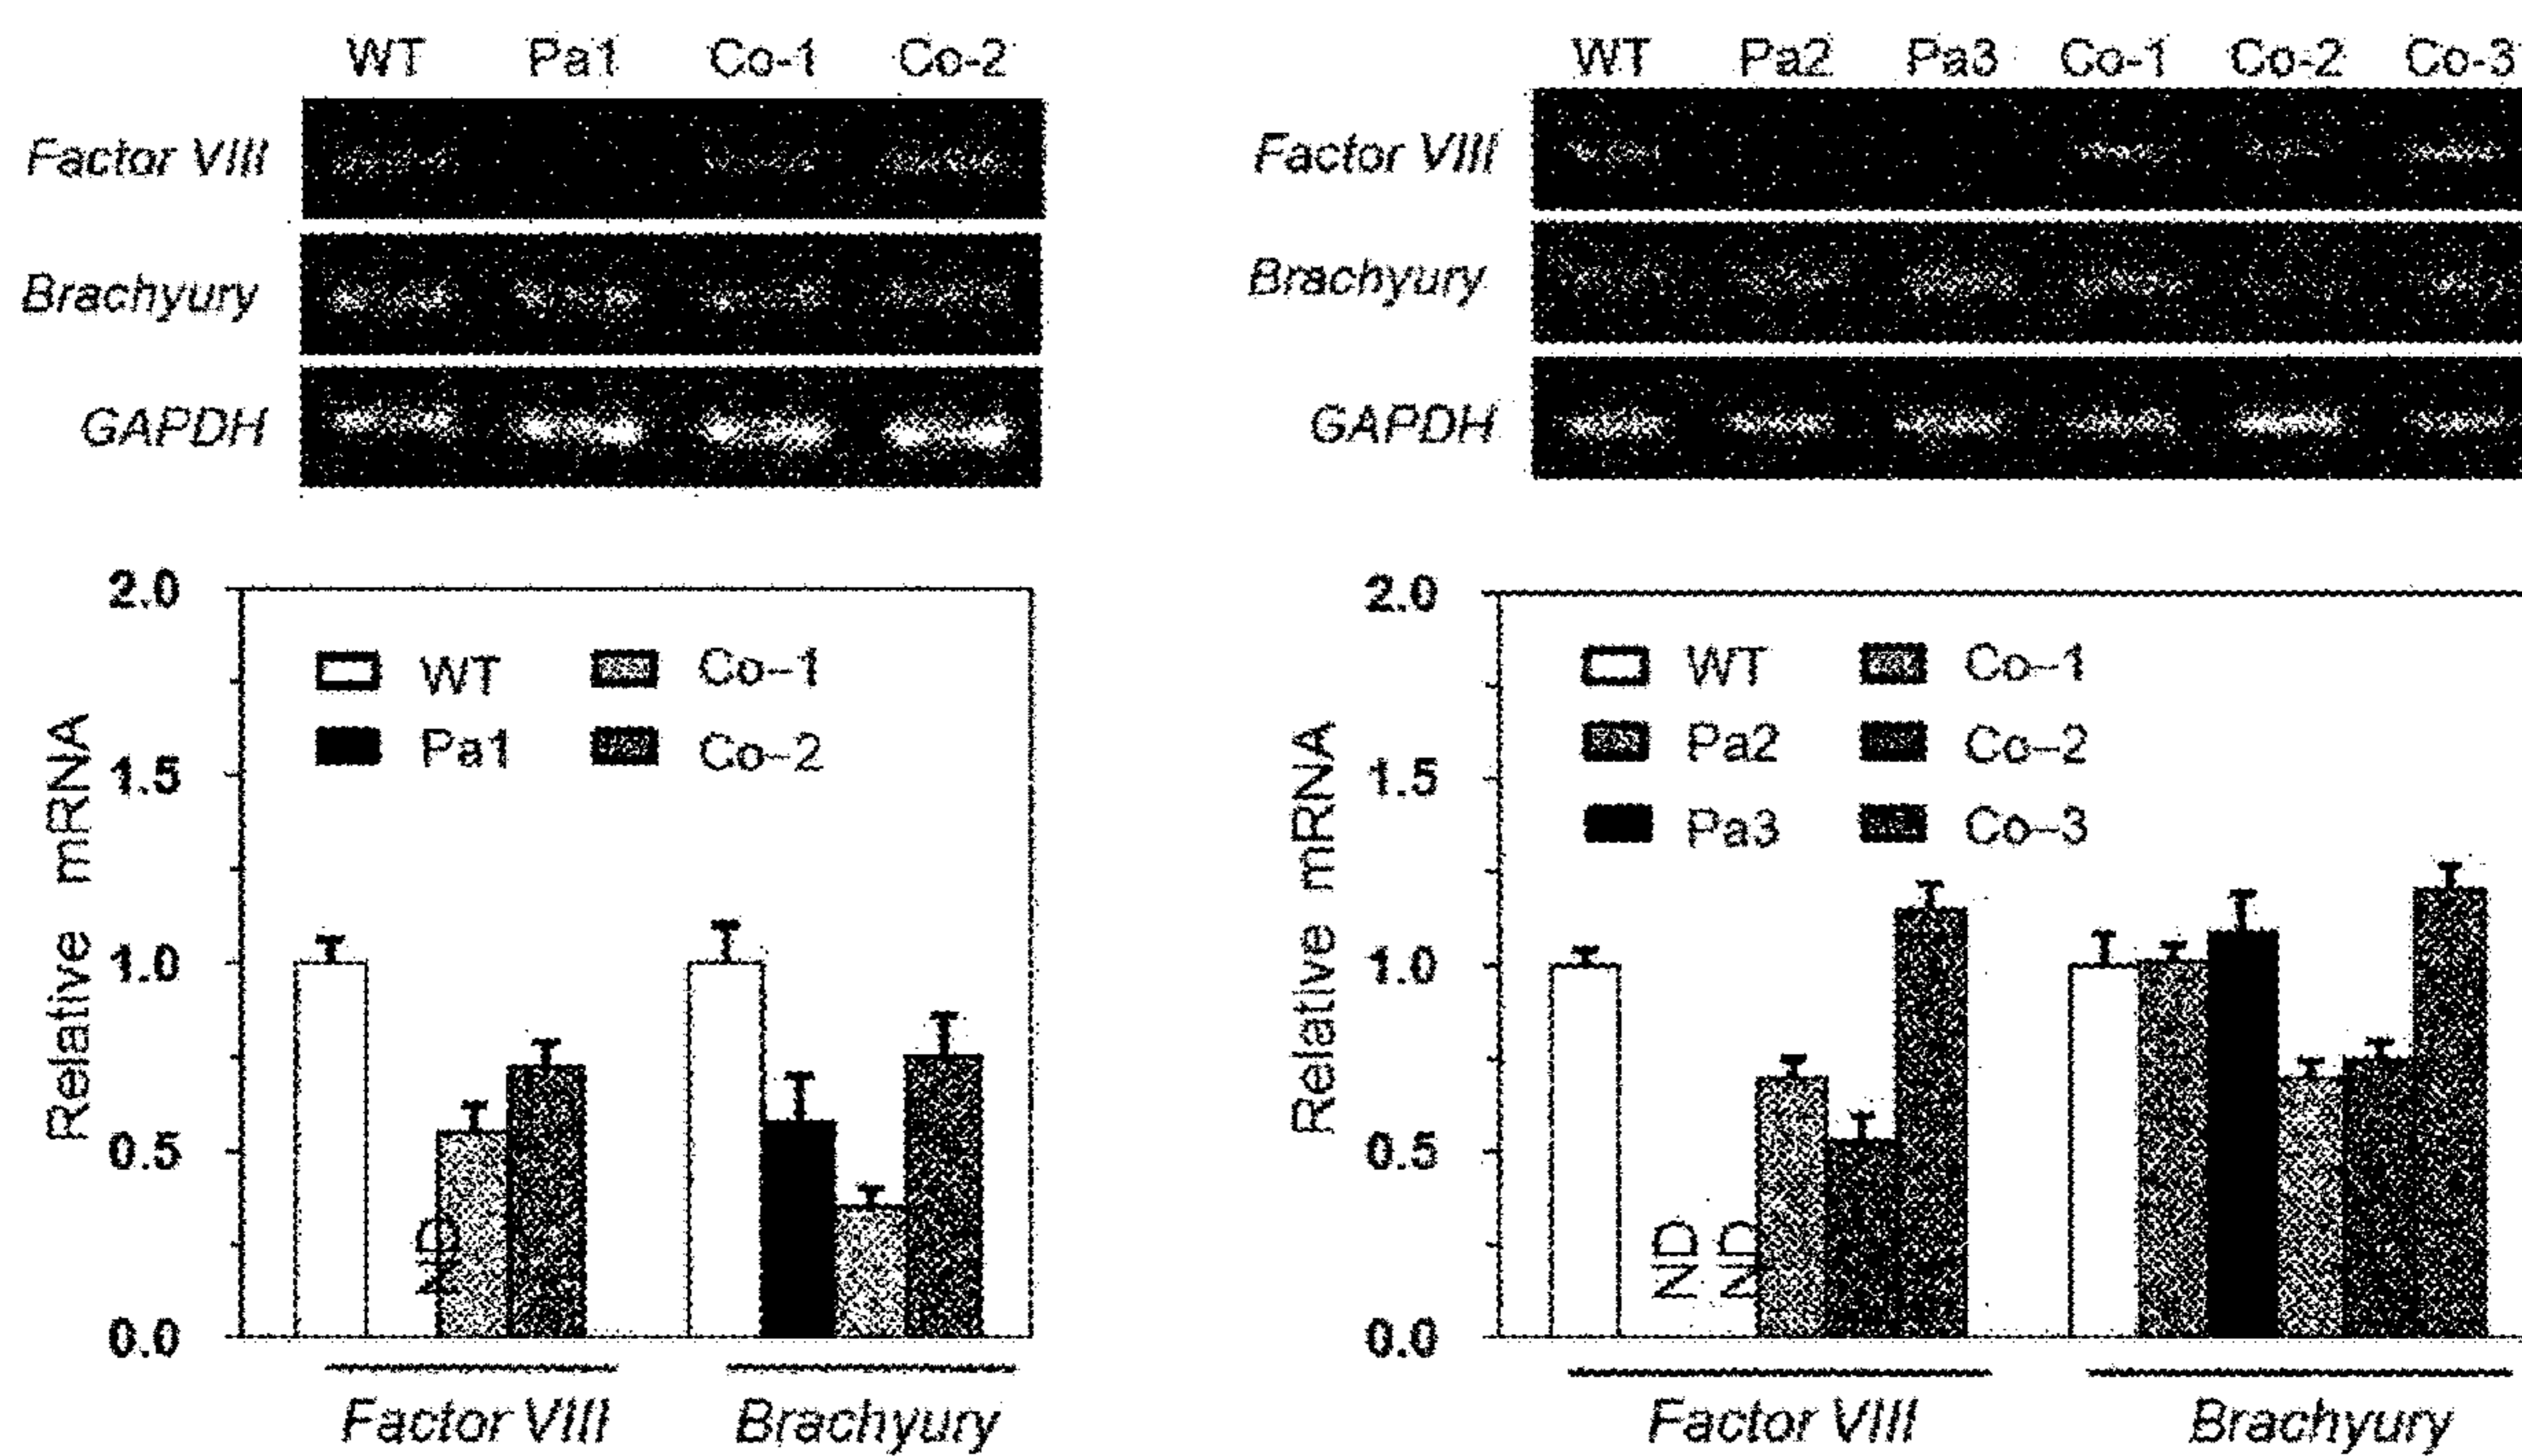 WT Pa1 Co-1 Co-2
Factor VIII
Brachyury
GAPDH
2.0
1.5
1.0
0.5
0.0
Relative mRNA
WT Co–1
Pa1 Co–2
ND
Factor VIII Brachyury
WT Pa2 Pa3 Co-1 Co-2 Co-3
Factor VIII
Brachyury
GAPDH
2.0
1.5
1.0
0.5
0.0
Relative mRNA
WT Co–1
Pa2 Co–2
Pa3 Co–3
ND
ND
Factor VIII Brachyury